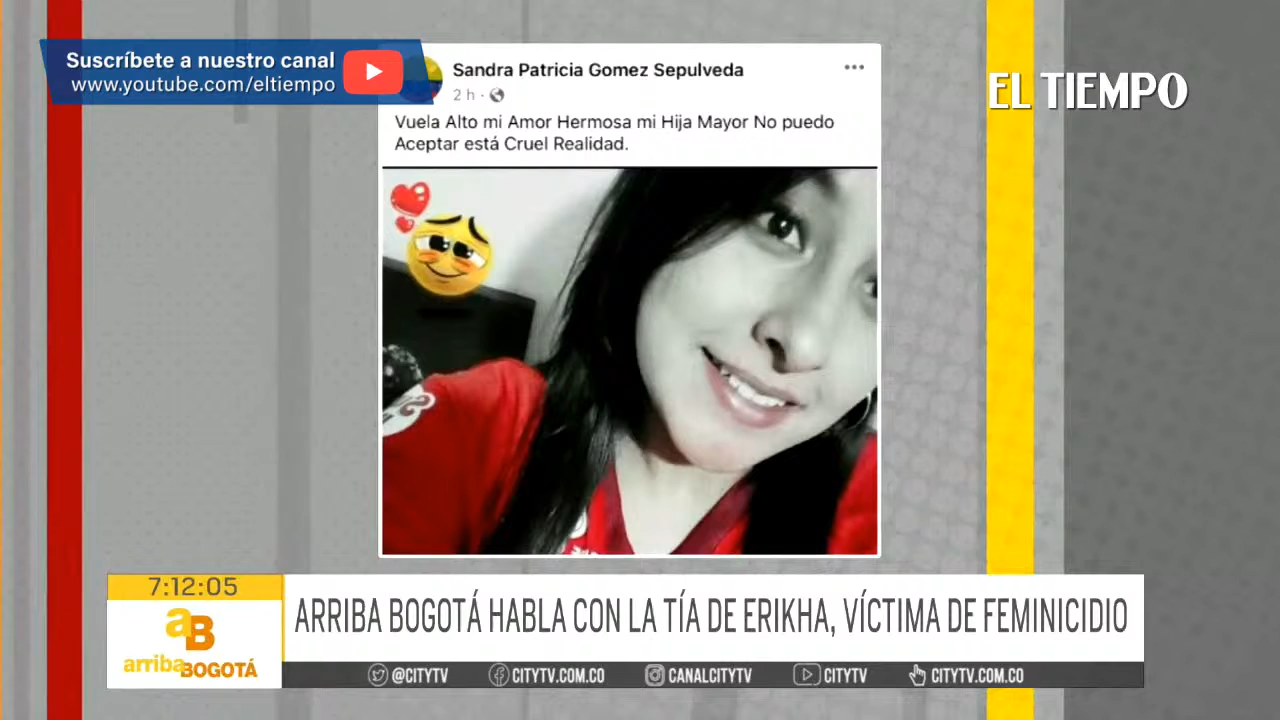 Suscríbete a nuestro canal
www.youtube.com/eltiempo
Sandra Patricia Gomez Sepulveda
2 h ·
Vuela Alto mi Amor Hermosa mi Hija Mayor No puedo
Aceptar está Cruel Realidad.
EL TIEMPO
7:12:05
aB
arriba BOGOTÁ
ARRIBA BOGOTÁ HABLA CON LA TÍA DE ERIKHA, VÍCTIMA DE FEMINICIDIO
@CITYTV CITYTV.COM.CO CANALCITYTV CITYTV CITYTV.COM.CO